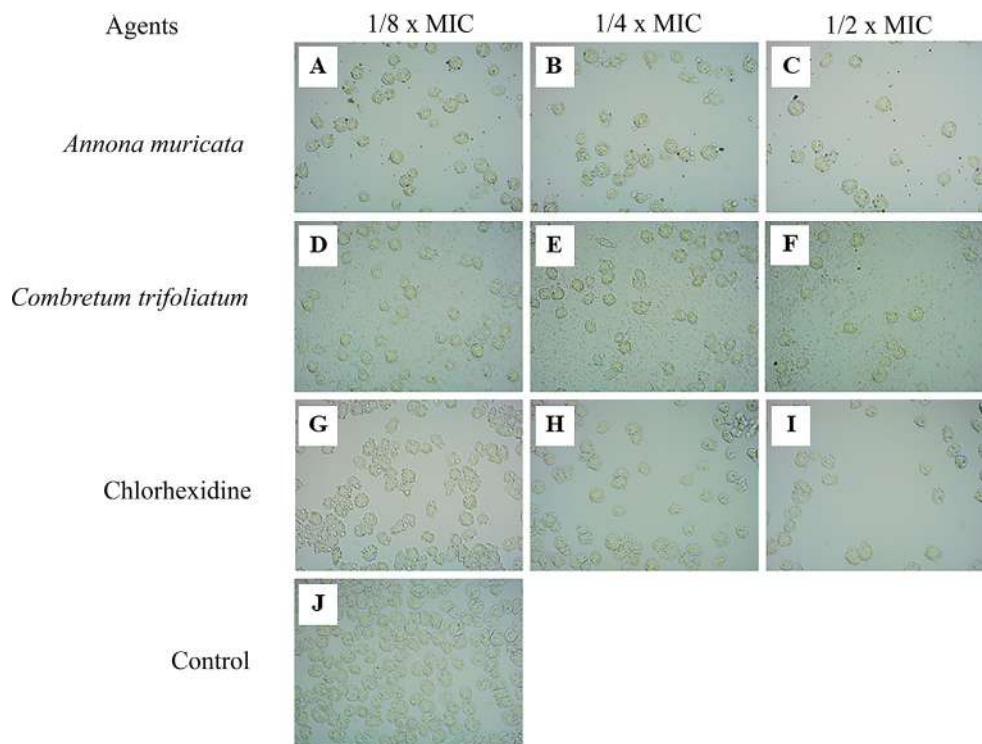 Agents 1/8 x MIC 1/4 x MIC 1/2 x MIC
A B C
Annona muricata
D E F
Combretum trifoliatum
G H I
Chlorhexidine
J
Control